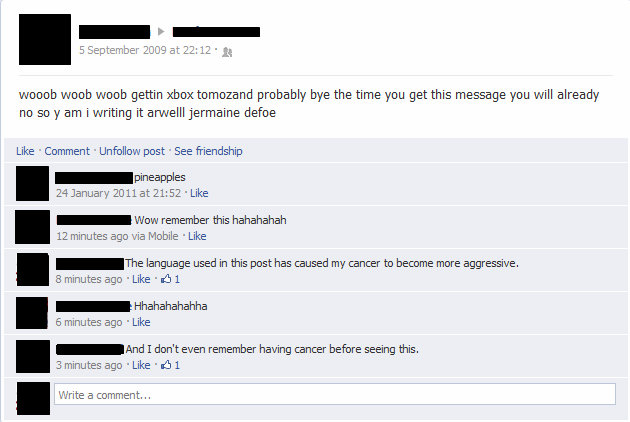 5 September 2009 at 22:12 ·
wooob woob woob gettin xbox tomozand probably bye the time you get this message you will already
no so y am i writing it arwelll jermaine defoe
Like · Comment · Unfollow post · See friendship
pineapples
24 January 2011 at 21:52 · Like
Wow remember this hahahahah
12 minutes ago via Mobile · Like
The language used in this post has caused my cancer to become more aggressive.
8 minutes ago · Like · 1
Hhahahahahha
6 minutes ago · Like
And I don't even remember having cancer before seeing this.
3 minutes ago · Like · 1
Write a comment...